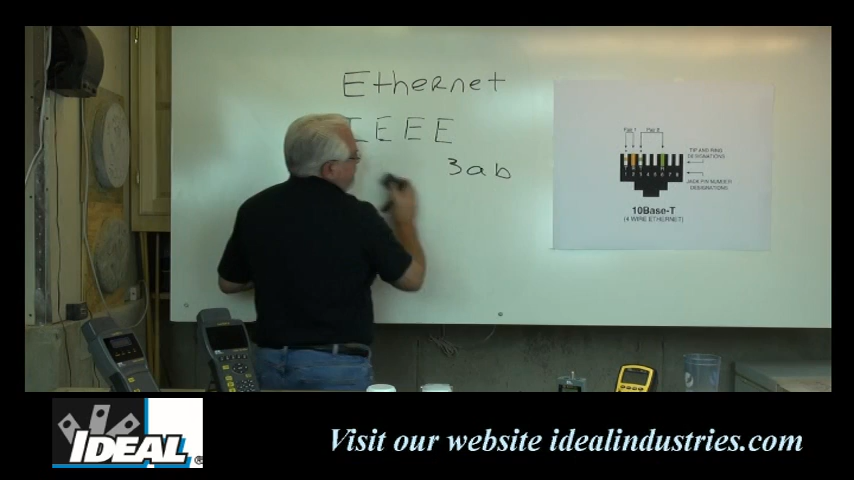 Ethernet
IEEE
3ab
Pair 1 Pair 2
TIP AND RING
DESIGNATIONS
1 2 3 4 5 6 7 8
JACK PIN NUMBER
DESIGNATIONS
10Base-T
(4 WIRE ETHERNET)
IDEAL®
Visit our website idealindustries.com